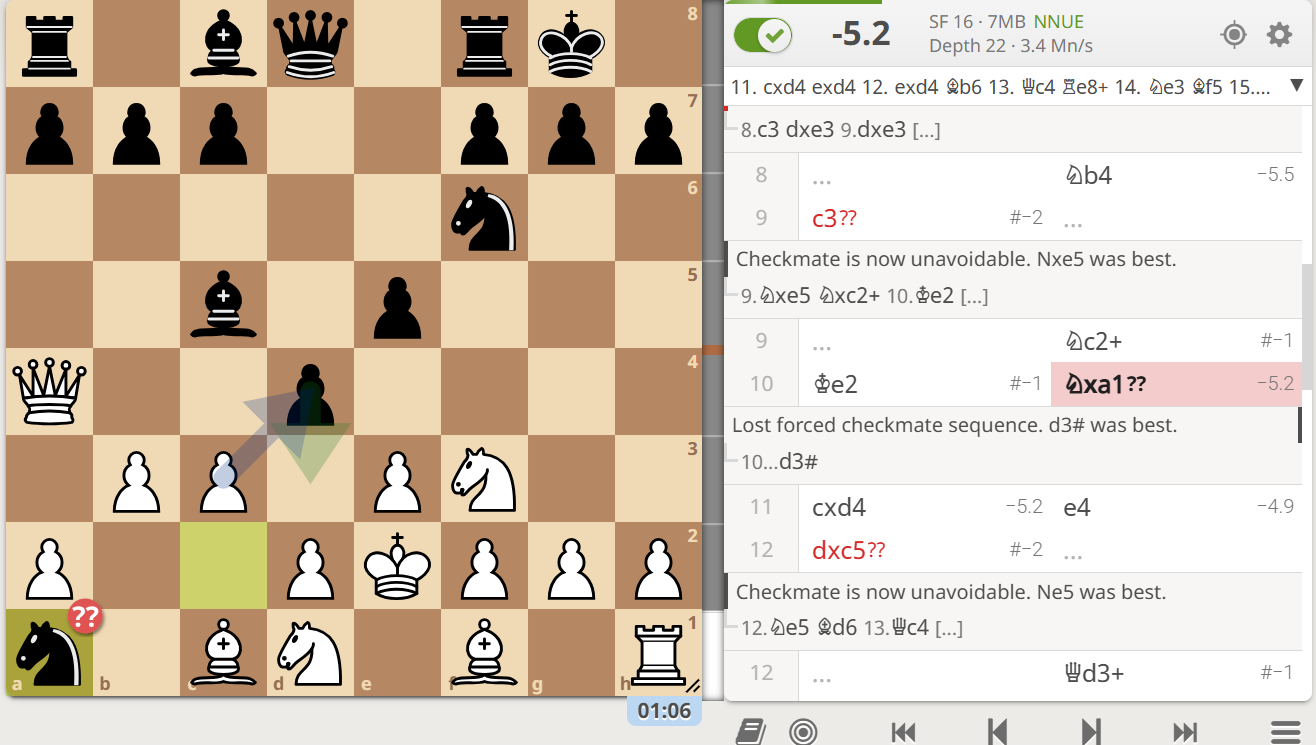 8
7
6
5
4
3
2
1
a b c d e f g h
??
01:06
-5.2
SF 16 · 7MB NNUE
Depth 22 · 3.4 Mn/s
11. cxd4 exd4 12. exd4 ♗b6 13. ♕c4 ♖e8+ 14. ♘e3 ♗f5 15....
8.c3 dxe3 9.dxe3 [...]
8 ... ♘b4 −5.5
9 c3?? #−2 ...
Checkmate is now unavoidable. Nxe5 was best.
9.♘xe5 ♘xc2+ 10.♔e2 [...]
9 ... ♘c2+ #−1
10 ♔e2 #−1 ♘xa1?? −5.2
Lost forced checkmate sequence. d3# was best.
10...d3#
11 cxd4 −5.2 e4 −4.9
12 dxc5?? #−2 ...
Checkmate is now unavoidable. Ne5 was best.
12.♘e5 ♗d6 13.♕c4 [...]
12 ... ♕d3+ #−1